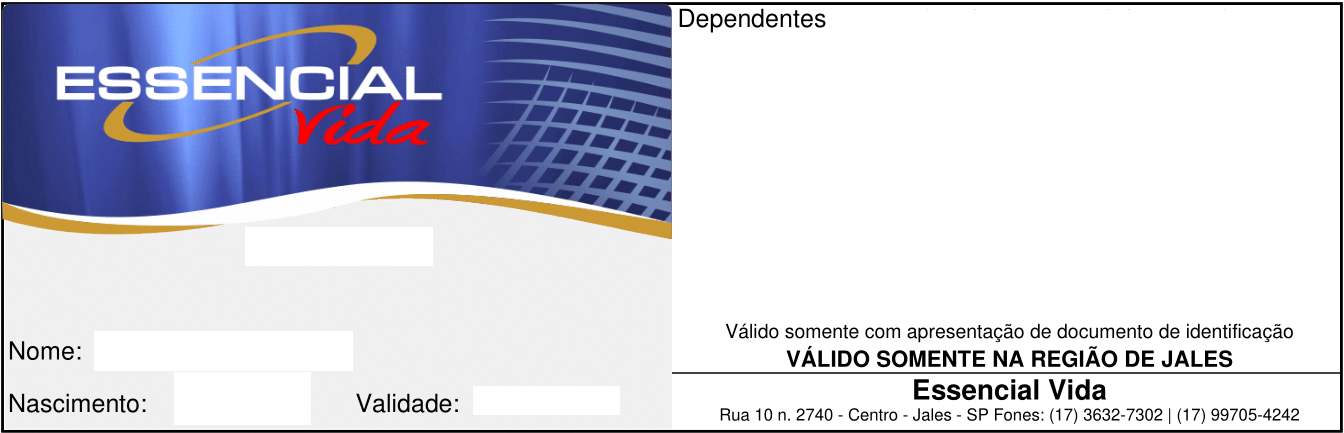 ESSENCIAL
Vida
Nome:
Nascimento:
Validade:
Dependentes
Válido somente com apresentação de documento de identificação
VÁLIDO SOMENTE NA REGIÃO DE JALES
Essencial Vida
Rua 10 n. 2740 - Centro - Jales - SP Fones: (17) 3632-7302 | (17) 99705-4242